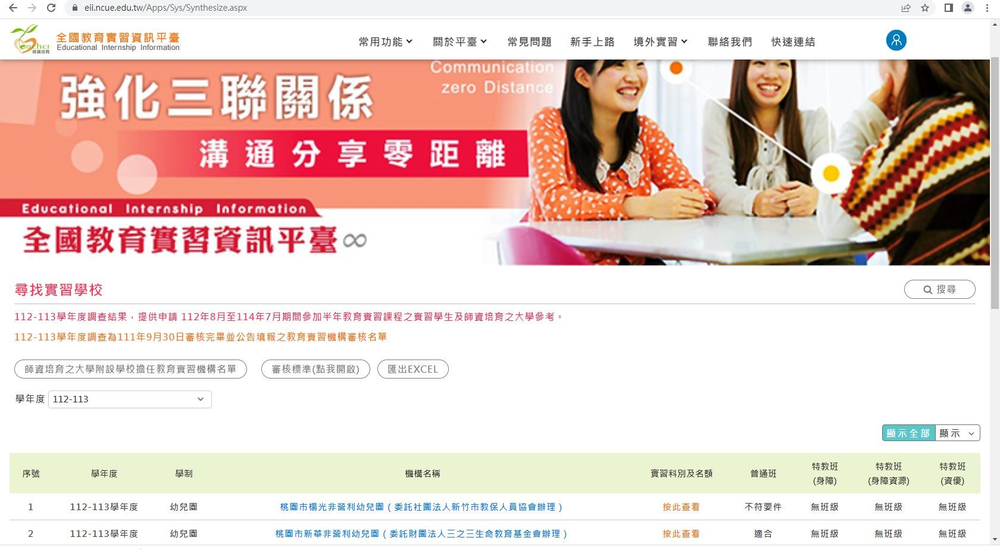 eii.ncue.edu.tw/Apps/Sys/Synthesize.aspx
eacher
師資培育
全國教育實習資訊平臺
Educational Internship Information
常用功能 關於平臺 常見問題 新手上路 境外實習 聯絡我們 快速連結
Communication
zero Distance
強化三聯關係
溝通分享零距離
Educational Internship Information
全國教育實習資訊平臺∞
尋找實習學校
搜尋
112-113學年度調查結果，提供申請 112年8月至114年7月期間參加半年教育實習課程之實習學生及師資培育之大學參考。
112-113學年度調查為111年9月30日審核完畢並公告填報之教育實習機構審核名單
師資培育之大學附設學校擔任教育實習機構名單 審核標準(點我開啟) 匯出EXCEL
學年度 112-113
顯示全部 顯示
序號 學年度 學制 機構名稱 實習科別及名額 普通班 特教班(身障) 特教班(身障資源) 特教班(資優)
1 112-113學年度 幼兒園 桃園市楊光非營利幼兒園（委託社團法人新竹市教保人員協會辦理） 按此查看 不符要件 無班級 無班級 無班級
2 112-113學年度 幼兒園 桃園市新華非營利幼兒園（委託財團法人三之三生命教育基金會辦理） 按此查看 適合 無班級 無班級 無班級